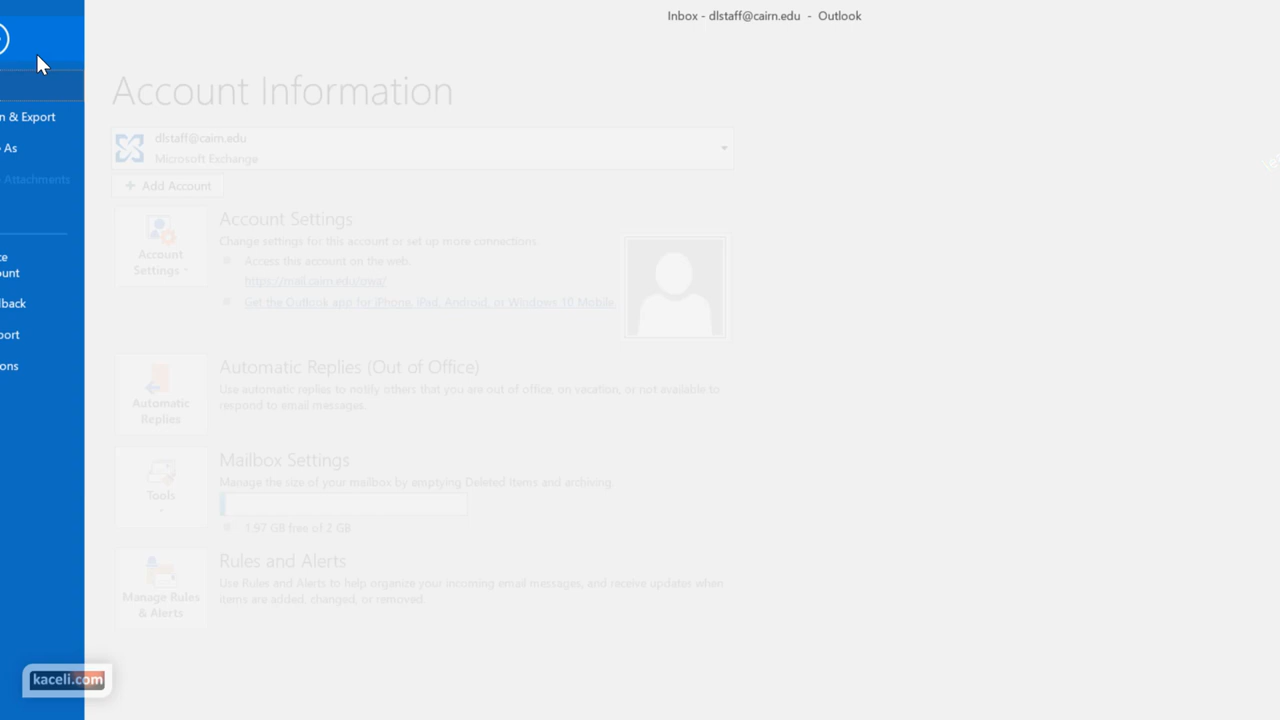 Inbox - dlstaff@cairn.edu - Outlook
n & Export
As
Attachments
ce
ount
lback
ort
ons
Account Information
dlstaff@cairn.edu
Microsoft Exchange
+ Add Account
Account Settings
Account Settings
Change settings for this account or set up more connections.
Access this account on the web.
https://mail.cairn.edu/owa/
Get the Outlook app for iPhone, iPad, Android, or Windows 10 Mobile.
Automatic Replies
Automatic Replies (Out of Office)
Use automatic replies to notify others that you are out of office, on vacation, or not available to
respond to email messages.
Tools
Mailbox Settings
Manage the size of your mailbox by emptying Deleted Items and archiving.
1.97 GB free of 2 GB
Manage Rules
& Alerts
Rules and Alerts
Use Rules and Alerts to help organize your incoming email messages, and receive updates when
items are added, changed, or removed.
kaceli.com